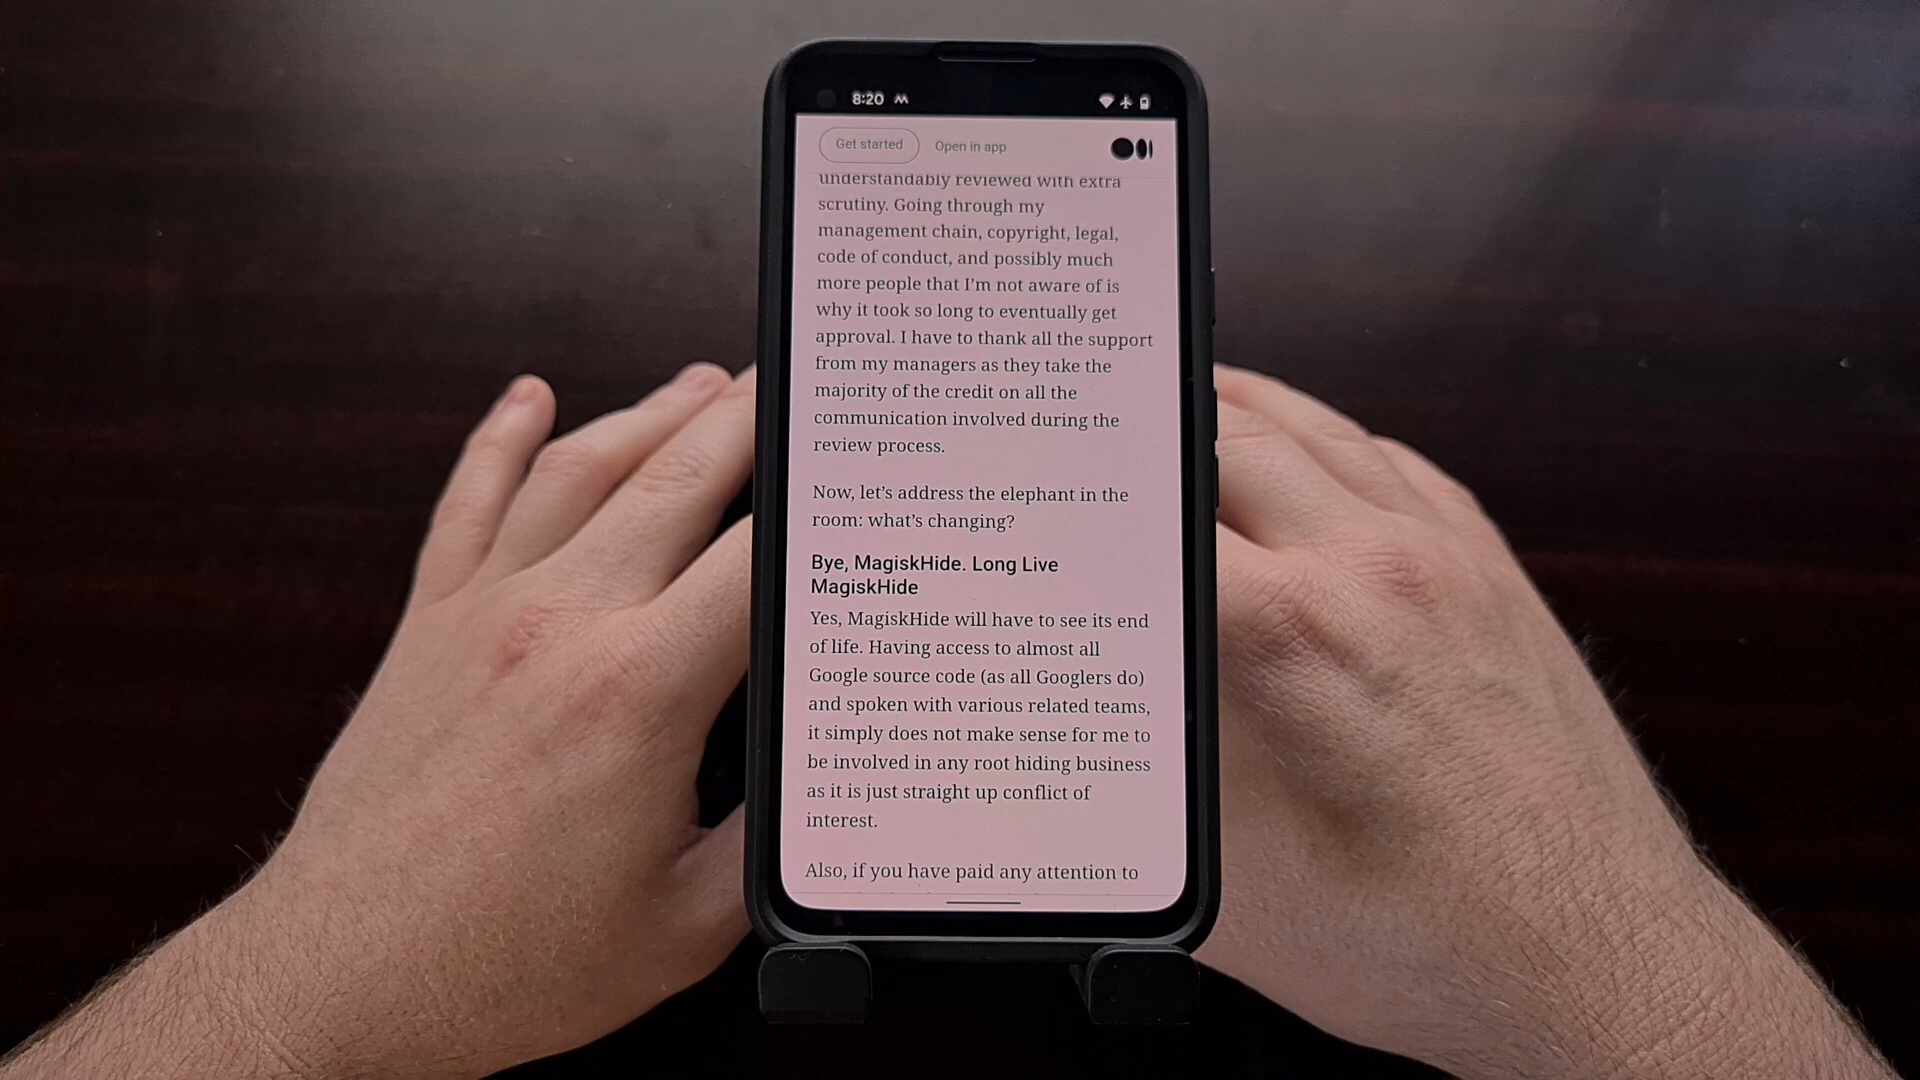 8:20
Get started Open in app
understandably reviewed with extra
scrutiny. Going through my
management chain, copyright, legal,
code of conduct, and possibly much
more people that I’m not aware of is
why it took so long to eventually get
approval. I have to thank all the support
from my managers as they take the
majority of the credit on all the
communication involved during the
review process.
Now, let’s address the elephant in the
room: what’s changing?
Bye, MagiskHide. Long Live
MagiskHide
Yes, MagiskHide will have to see its end
of life. Having access to almost all
Google source code (as all Googlers do)
and spoken with various related teams,
it simply does not make sense for me to
be involved in any root hiding business
as it is just straight up conflict of
interest.
Also, if you have paid any attention to